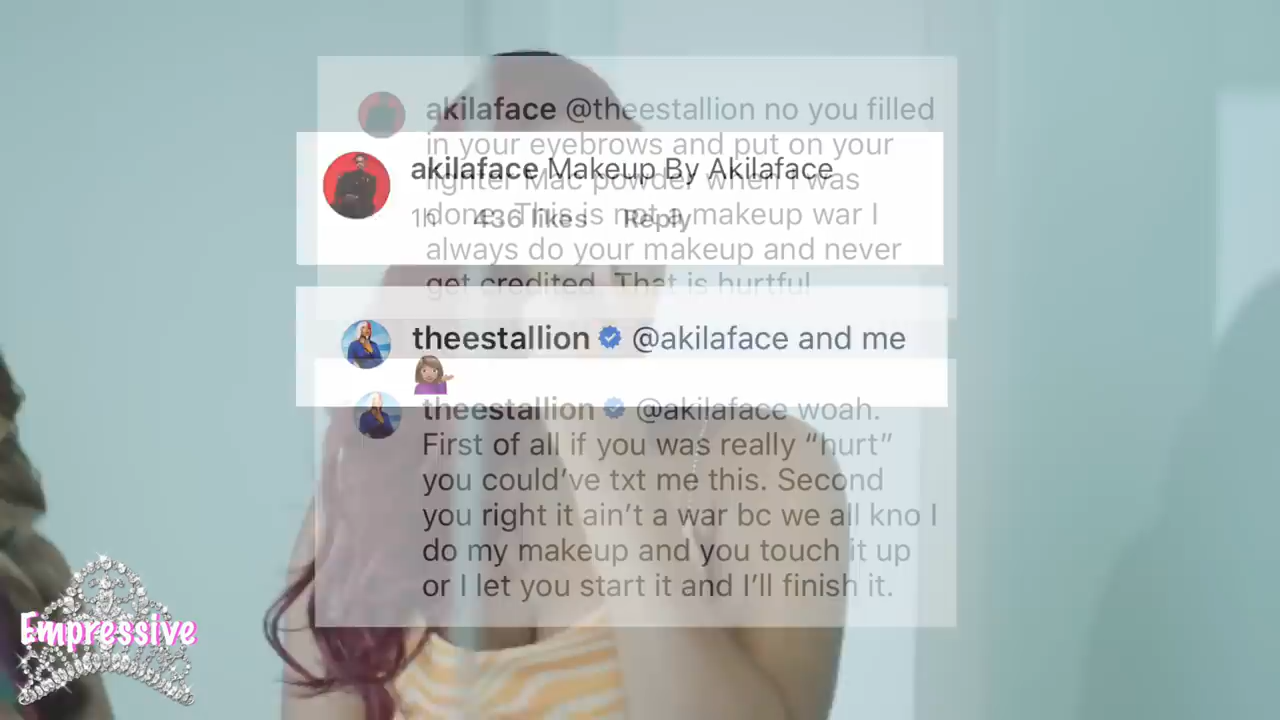 akilaface @theestallion no you filled
in your eyebrows and put on your
lighter Mac powder when I was
done. This is not a makeup war I
always do your makeup and never
get credited. That is hurtful
akilaface Makeup By Akilaface
1h 436 likes Reply
theestallion @akilaface and me
💁🏽‍♀️
theestallion @akilaface woah.
First of all if you was really “hurt”
you could’ve txt me this. Second
you right it ain’t a war bc we all kno I
do my makeup and you touch it up
or I let you start it and I’ll finish it.
Empressive